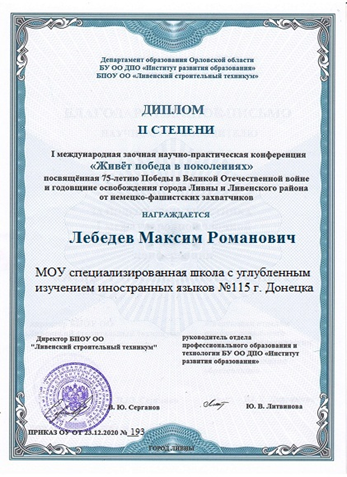 Департамент образования Орловской области
БУ ОО ДПО «Институт развития образования»
БПОУ ОО «Ливенский строительный техникум»
ДИПЛОМ
II СТЕПЕНИ
I международная заочная научно-практическая конференция
«Живёт победа в поколениях»
посвящённая 75-летию Победы в Великой Отечественной войне
и годовщине освобождения города Ливны и Ливенского района
от немецко-фашистских захватчиков
НАГРАЖДАЕТСЯ
Лебедев Максим Романович
МОУ специализированная школа с углубленным
изучением иностранных языков №115 г. Донецка
Директор БПОУ ОО
"Ливенский строительный техникум"
В. Ю. Серганов
руководитель отдела
профессионального образования и
технологии БУ ОО ДПО «Институт
развития образования»
Ю. В. Литвинова
ПРИКАЗ ОУ ОТ 23.12.2020 № 193
ГОРОД ЛИВНЫ